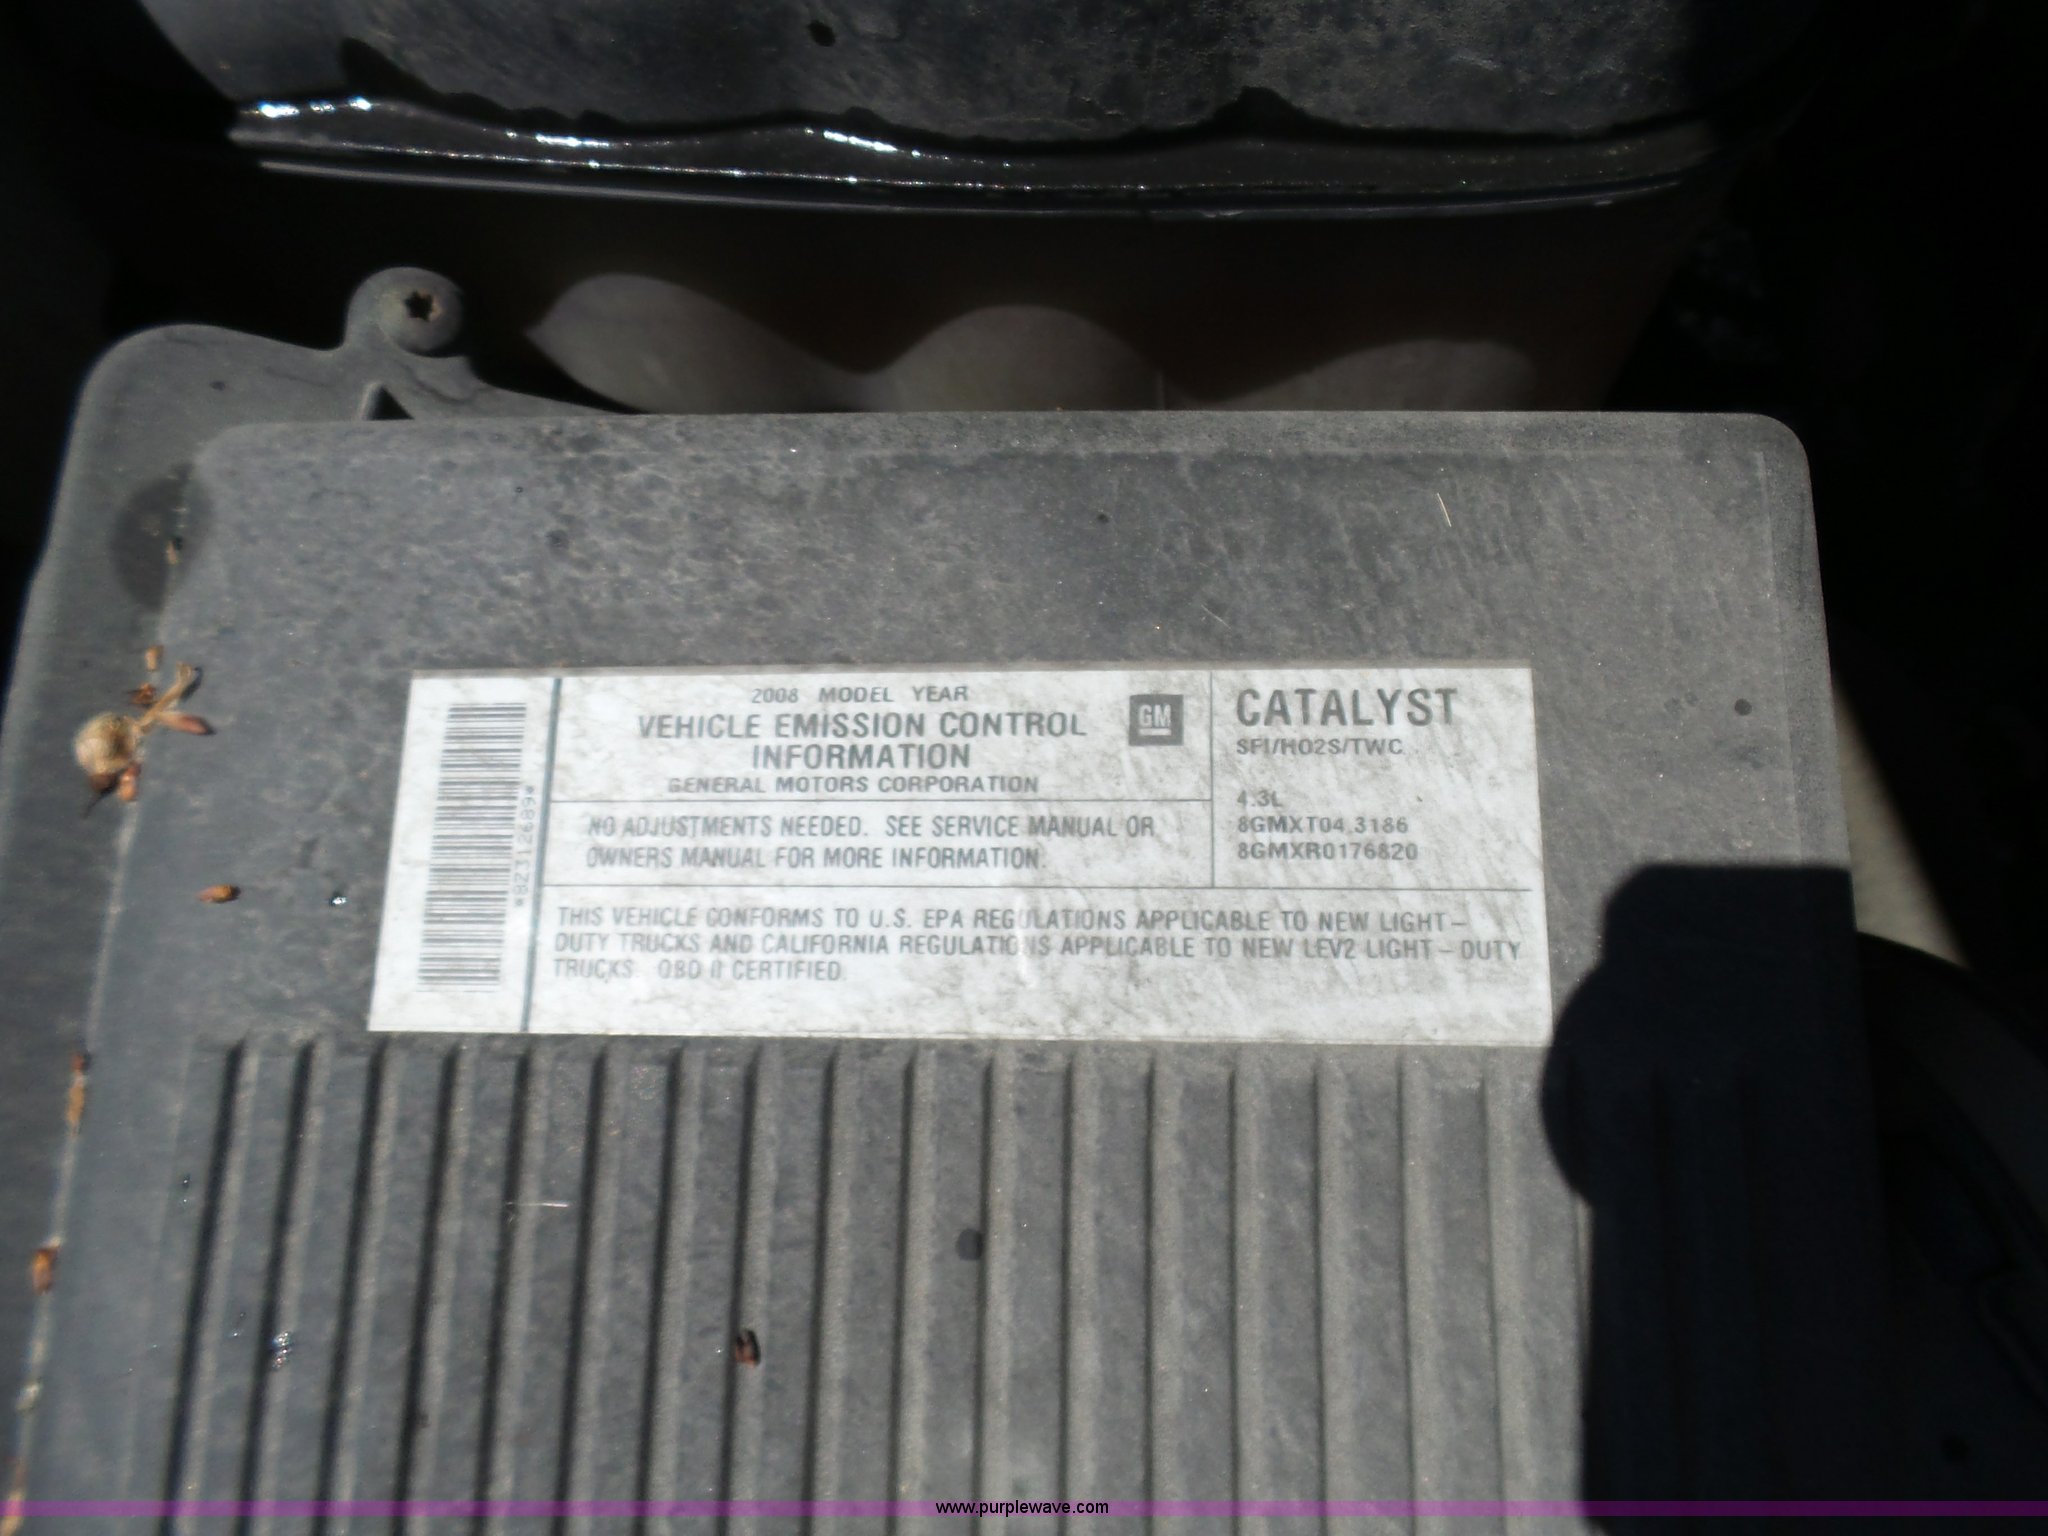 2008 MODEL YEAR
VEHICLE EMISSION CONTROL
INFORMATION
GENERAL MOTORS CORPORATION
GM
NO ADJUSTMENTS NEEDED. SEE SERVICE MANUAL OR
OWNERS MANUAL FOR MORE INFORMATION.
CATALYST
SFI/HO2S/TWC
4.3L
8GMXT04.3186
8GMXR0176820
THIS VEHICLE CONFORMS TO U.S. EPA REGULATIONS APPLICABLE TO NEW LIGHT-
DUTY TRUCKS AND CALIFORNIA REGULATIONS APPLICABLE TO NEW LEV2 LIGHT-DUTY
TRUCKS. OBD II CERTIFIED.
*82312689*
www.purplewave.com